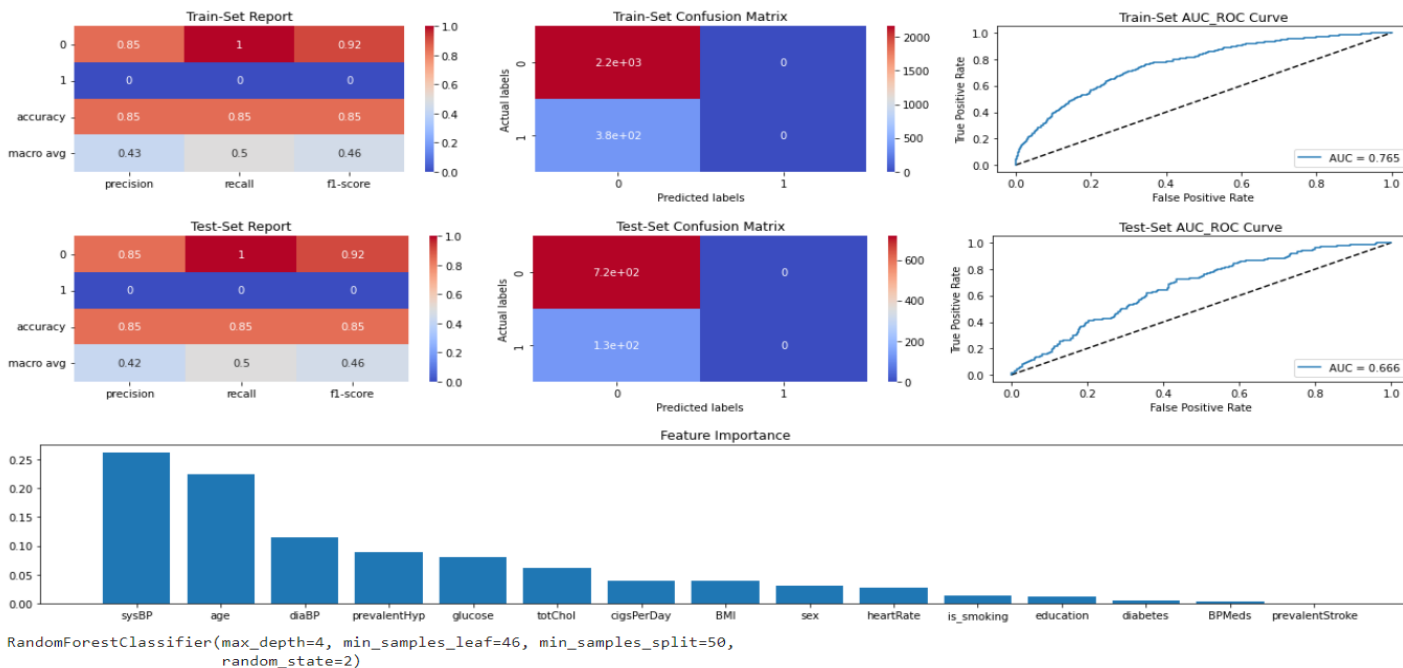 Train-Set Report
0 0.85 1 0.92
1 0 0 0
accuracy 0.85 0.85 0.85
macro avg 0.43 0.5 0.46
precision recall f1-score
1.0
0.8
0.6
0.4
0.2
0.0
Train-Set Confusion Matrix
Actual labels
0 2.2e+03 0
1 3.8e+02 0
0 1
Predicted labels
2000
1500
1000
500
0
Train-Set AUC_ROC Curve
True Positive Rate
1.0
0.8
0.6
0.4
0.2
0.0
AUC = 0.765
0.0 0.2 0.4 0.6 0.8 1.0
False Positive Rate
Test-Set Report
0 0.85 1 0.92
1 0 0 0
accuracy 0.85 0.85 0.85
macro avg 0.42 0.5 0.46
precision recall f1-score
1.0
0.8
0.6
0.4
0.2
0.0
Test-Set Confusion Matrix
Actual labels
0 7.2e+02 0
1 1.3e+02 0
0 1
Predicted labels
600
400
200
0
Test-Set AUC_ROC Curve
True Positive Rate
1.0
0.8
0.6
0.4
0.2
0.0
AUC = 0.666
0.0 0.2 0.4 0.6 0.8 1.0
False Positive Rate
Feature Importance
0.25
0.20
0.15
0.10
0.05
0.00
sysBP age diaBP prevalentHyp glucose totChol cigsPerDay BMI sex heartRate is_smoking education diabetes BPMeds prevalentStroke
RandomForestClassifier(max_depth=4, min_samples_leaf=46, min_samples_split=50,
random_state=2)